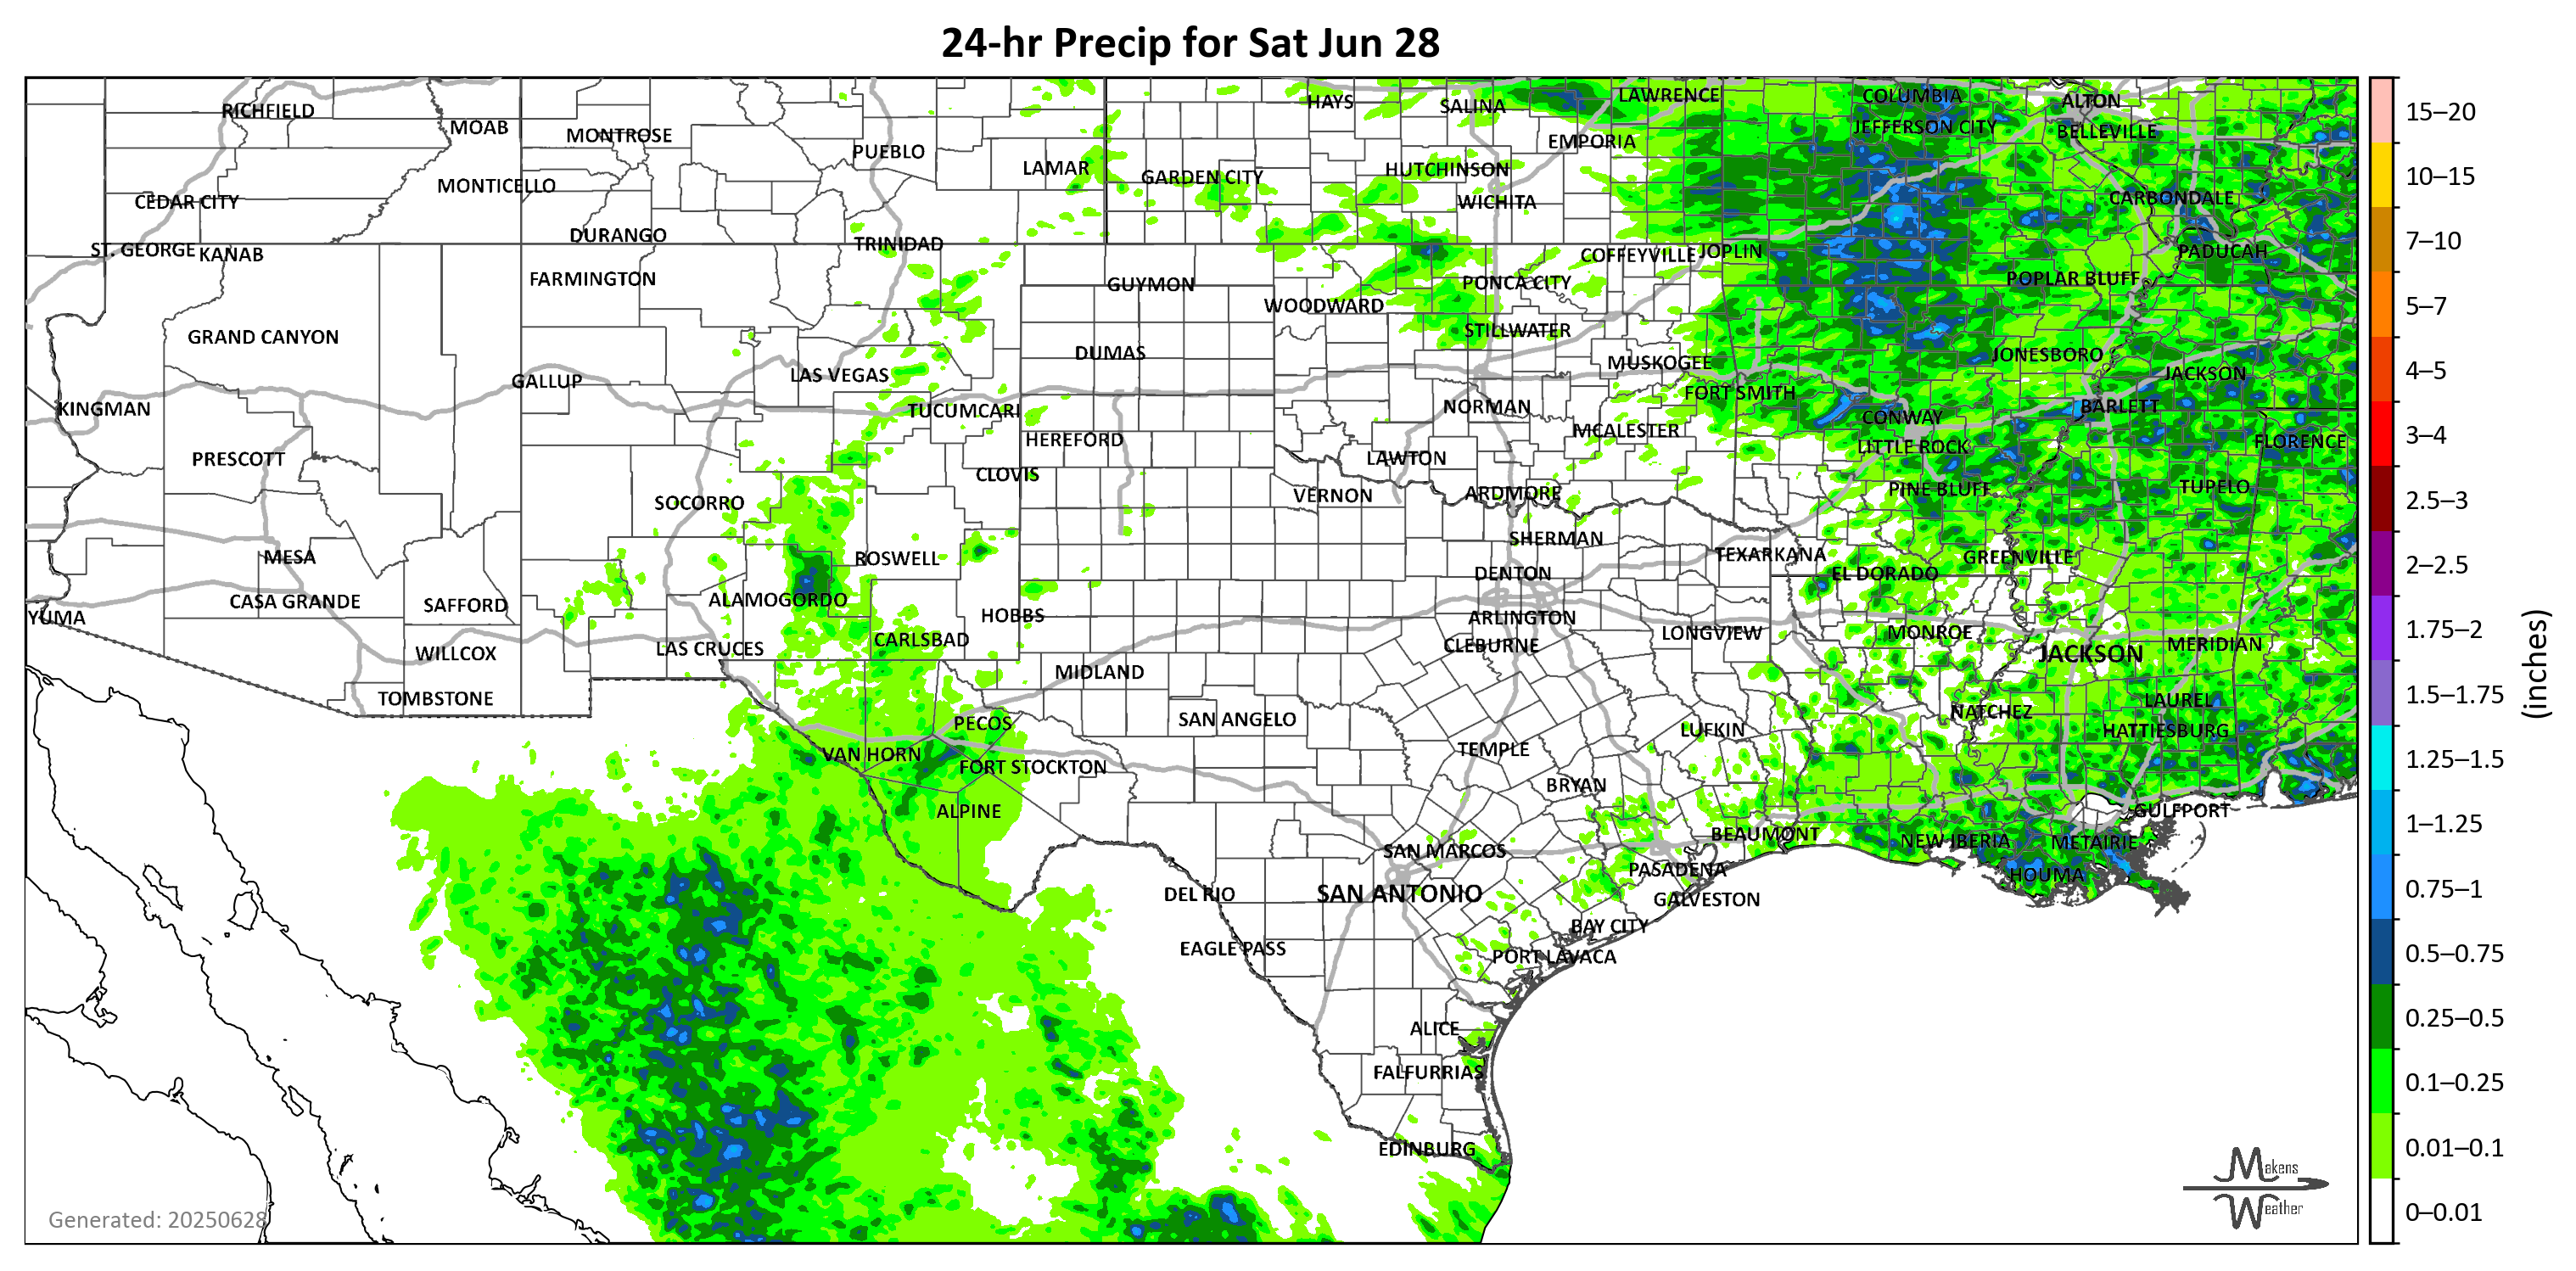 24-hr Precip for Sat Jun 28
RICHFIELD
MOAB
MONTROSE
PUEBLO
LAMAR
HAYS
SALINA
LAWRENCE
COLUMBIA
ALTON
JEFFERSON CITY
BELLEVILLE
EMPORIA
MONTICELLO
GARDEN CITY
HUTCHINSON
CEDAR CITY
WICHITA
CARBONDALE
DURANGO
TRINIDAD
ST. GEORGE
KANAB
COFFEYVILLE
JOPLIN
PADUCAH
FARMINGTON
GUYMON
PONCA CITY
POPLAR BLUFF
WOODWARD
GRAND CANYON
STILLWATER
DUMAS
JONESBORO
MUSKOGEE
GALLUP
LAS VEGAS
JACKSON
FORT SMITH
KINGMAN
TUCUMCARI
NORMAN
CONWAY
BARLETT
HEREFORD
MCALESTER
LITTLE ROCK
FLORENCE
PRESCOTT
CLOVIS
LAWTON
SOCORRO
VERNON
ARDMORE
PINE BLUFF
TUPELO
MESA
ROSWELL
SHERMAN
TEXARKANA
GREENVILLE
DENTON
EL DORADO
CASA GRANDE
SAFFORD
ALAMOGORDO
YUMA
HOBBS
ARLINGTON
WILLCOX
LAS CRUCES
CARLSBAD
CLEBURNE
LONGVIEW
MONROE
JACKSON
MERIDIAN
TOMBSTONE
MIDLAND
PECOS
SAN ANGELO
NATCHEZ
LAUREL
VAN HORN
FORT STOCKTON
TEMPLE
LUFKIN
HATTIESBURG
ALPINE
BRYAN
GULFPORT
SAN MARCOS
BEAUMONT
NEW IBERIA
METAIRIE
DEL RIO
SAN ANTONIO
PASADENA
HOUMA
GALVESTON
EAGLE PASS
BAY CITY
PORT LAVACA
ALICE
FALFURRIAS
EDINBURG
Generated: 20250628
Makens
Weather
15–20
10–15
7–10
5–7
4–5
3–4
2.5–3
2–2.5
1.75–2
1.5–1.75
1.25–1.5
1–1.25
0.75–1
0.5–0.75
0.25–0.5
0.1–0.25
0.01–0.1
0–0.01
(inches)